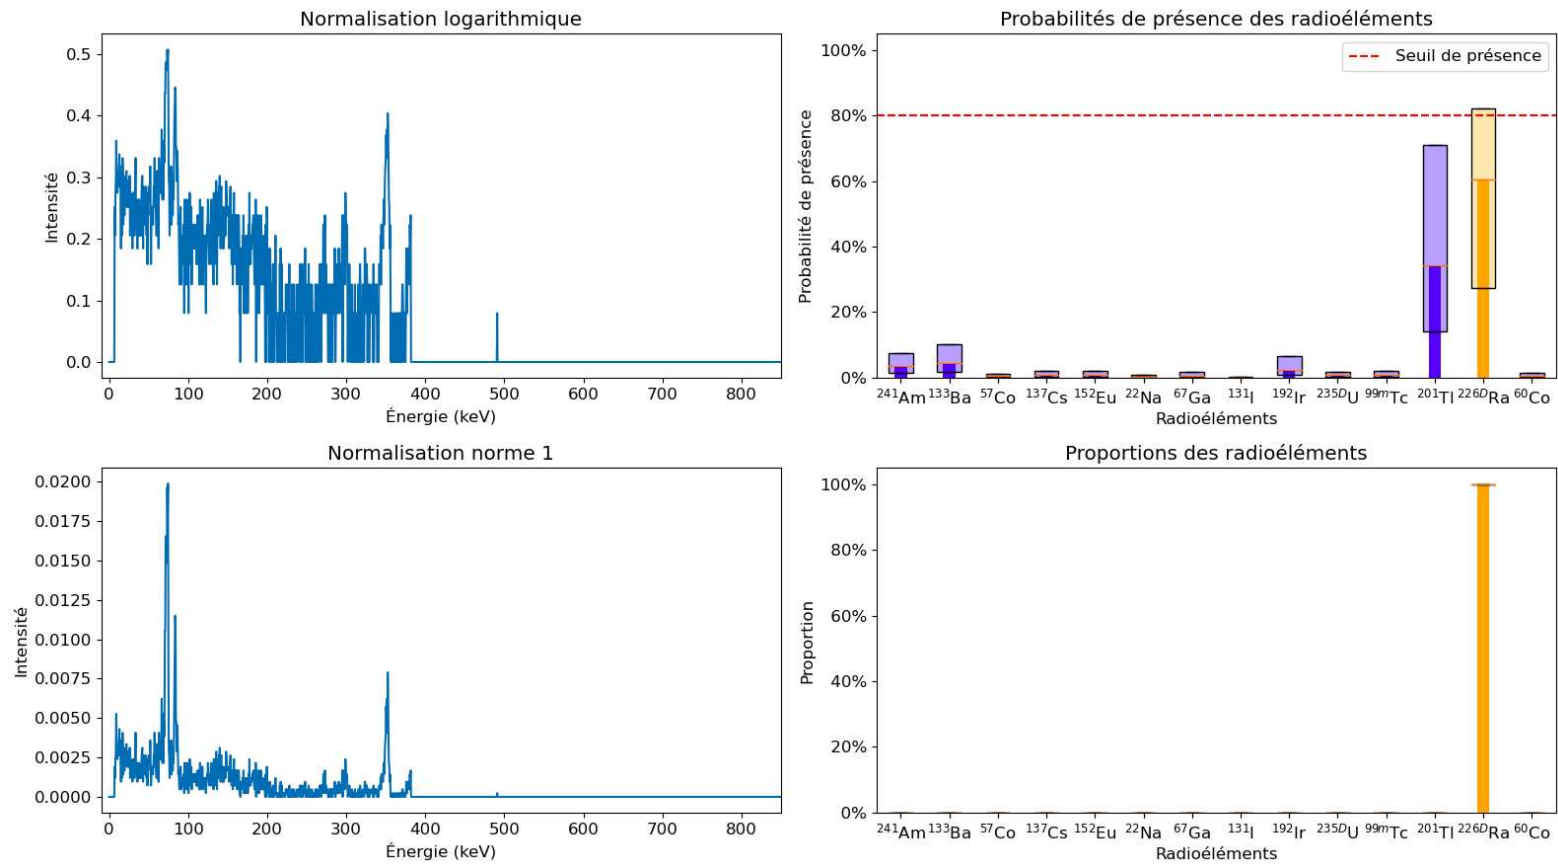 Normalisation logarithmique
0.5
0.4
0.3
0.2
0.1
0.0
Intensité
0 100 200 300 400 500 600 700 800
Énergie (keV)
Probabilités de présence des radioéléments
100%
80%
60%
40%
20%
0%
Probabilité de présence
Seuil de présence
²⁴¹Am ¹³³Ba ⁵⁷Co ¹³⁷Cs ¹⁵²Eu ²²Na ⁶⁷Ga ¹³¹I ¹⁹²Ir ²³⁵ᴰU ⁹⁹ᵐTc ²⁰¹Tl ²²⁶ᴰRa ⁶⁰Co
Radioéléments
Normalisation norme 1
0.0200
0.0175
0.0150
0.0125
0.0100
0.0075
0.0050
0.0025
0.0000
Intensité
0 100 200 300 400 500 600 700 800
Énergie (keV)
Proportions des radioéléments
100%
80%
60%
40%
20%
0%
Proportion
²⁴¹Am ¹³³Ba ⁵⁷Co ¹³⁷Cs ¹⁵²Eu ²²Na ⁶⁷Ga ¹³¹I ¹⁹²Ir ²³⁵ᴰU ⁹⁹ᵐTc ²⁰¹Tl ²²⁶ᴰRa ⁶⁰Co
Radioéléments